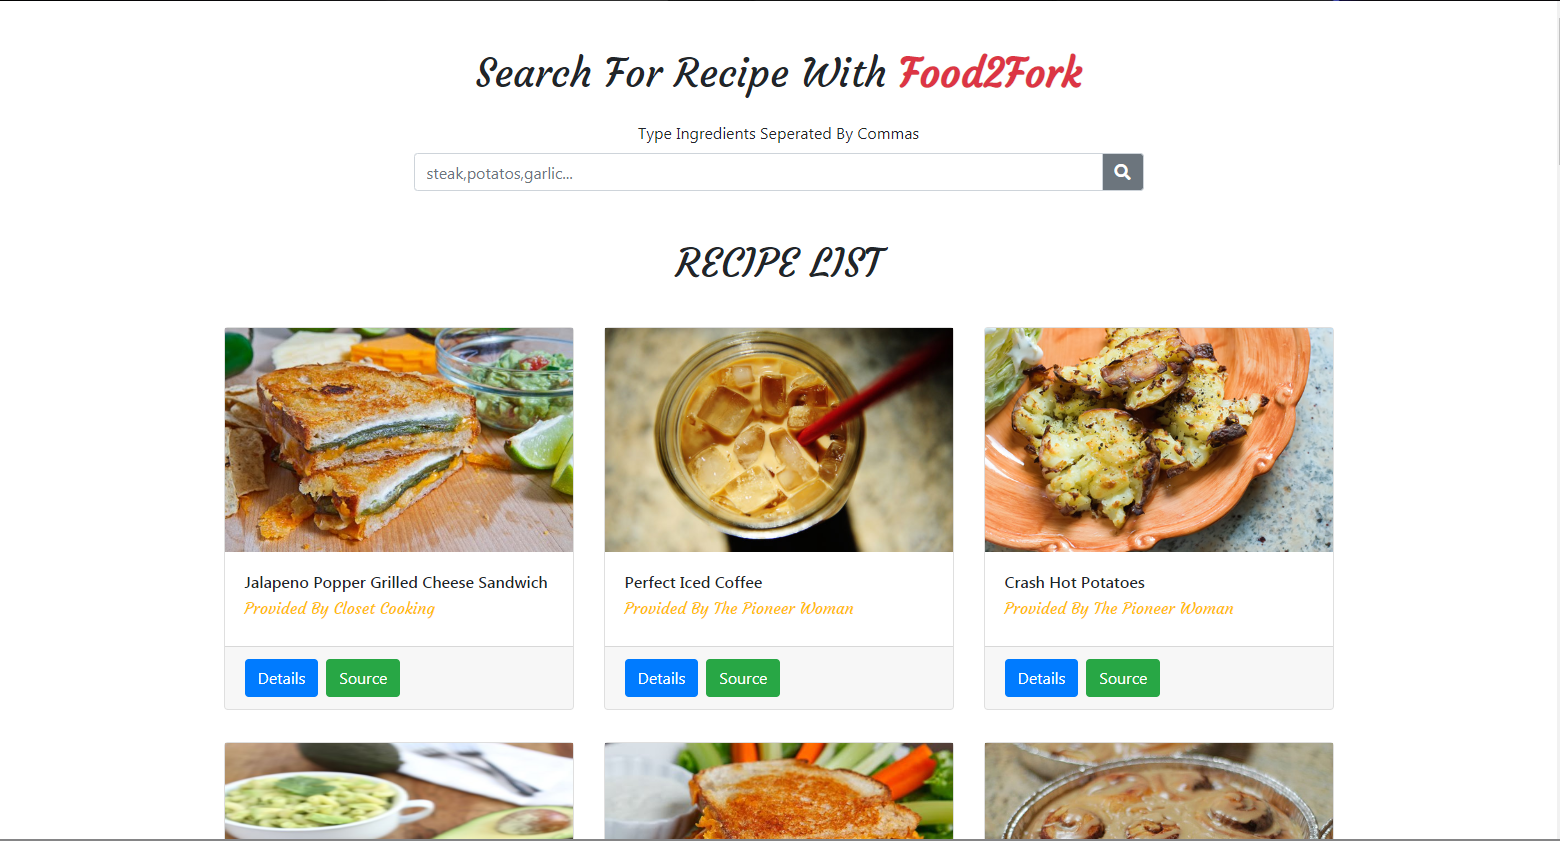 Search For Recipe With Food2Fork
Type Ingredients Seperated By Commas
steak,potatos,garlic...
RECIPE LIST
Jalapeno Popper Grilled Cheese Sandwich
Provided By Closet Cooking
Details Source
Perfect Iced Coffee
Provided By The Pioneer Woman
Details Source
Crash Hot Potatoes
Provided By The Pioneer Woman
Details Source